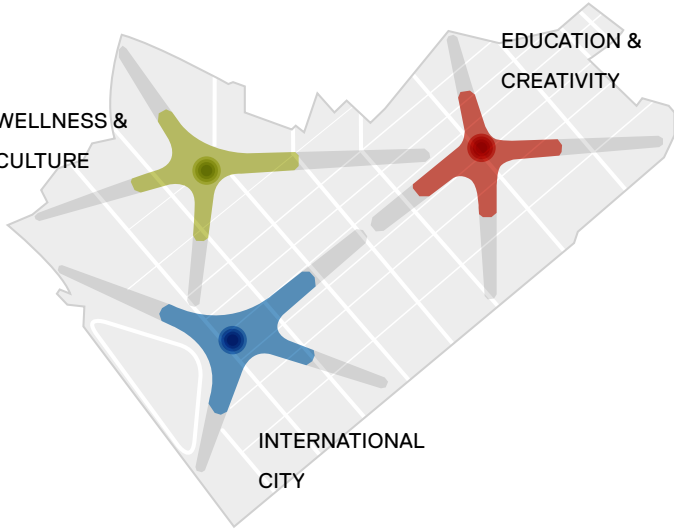 EDUCATION &
CREATIVITY
WELLNESS &
CULTURE
INTERNATIONAL
CITY